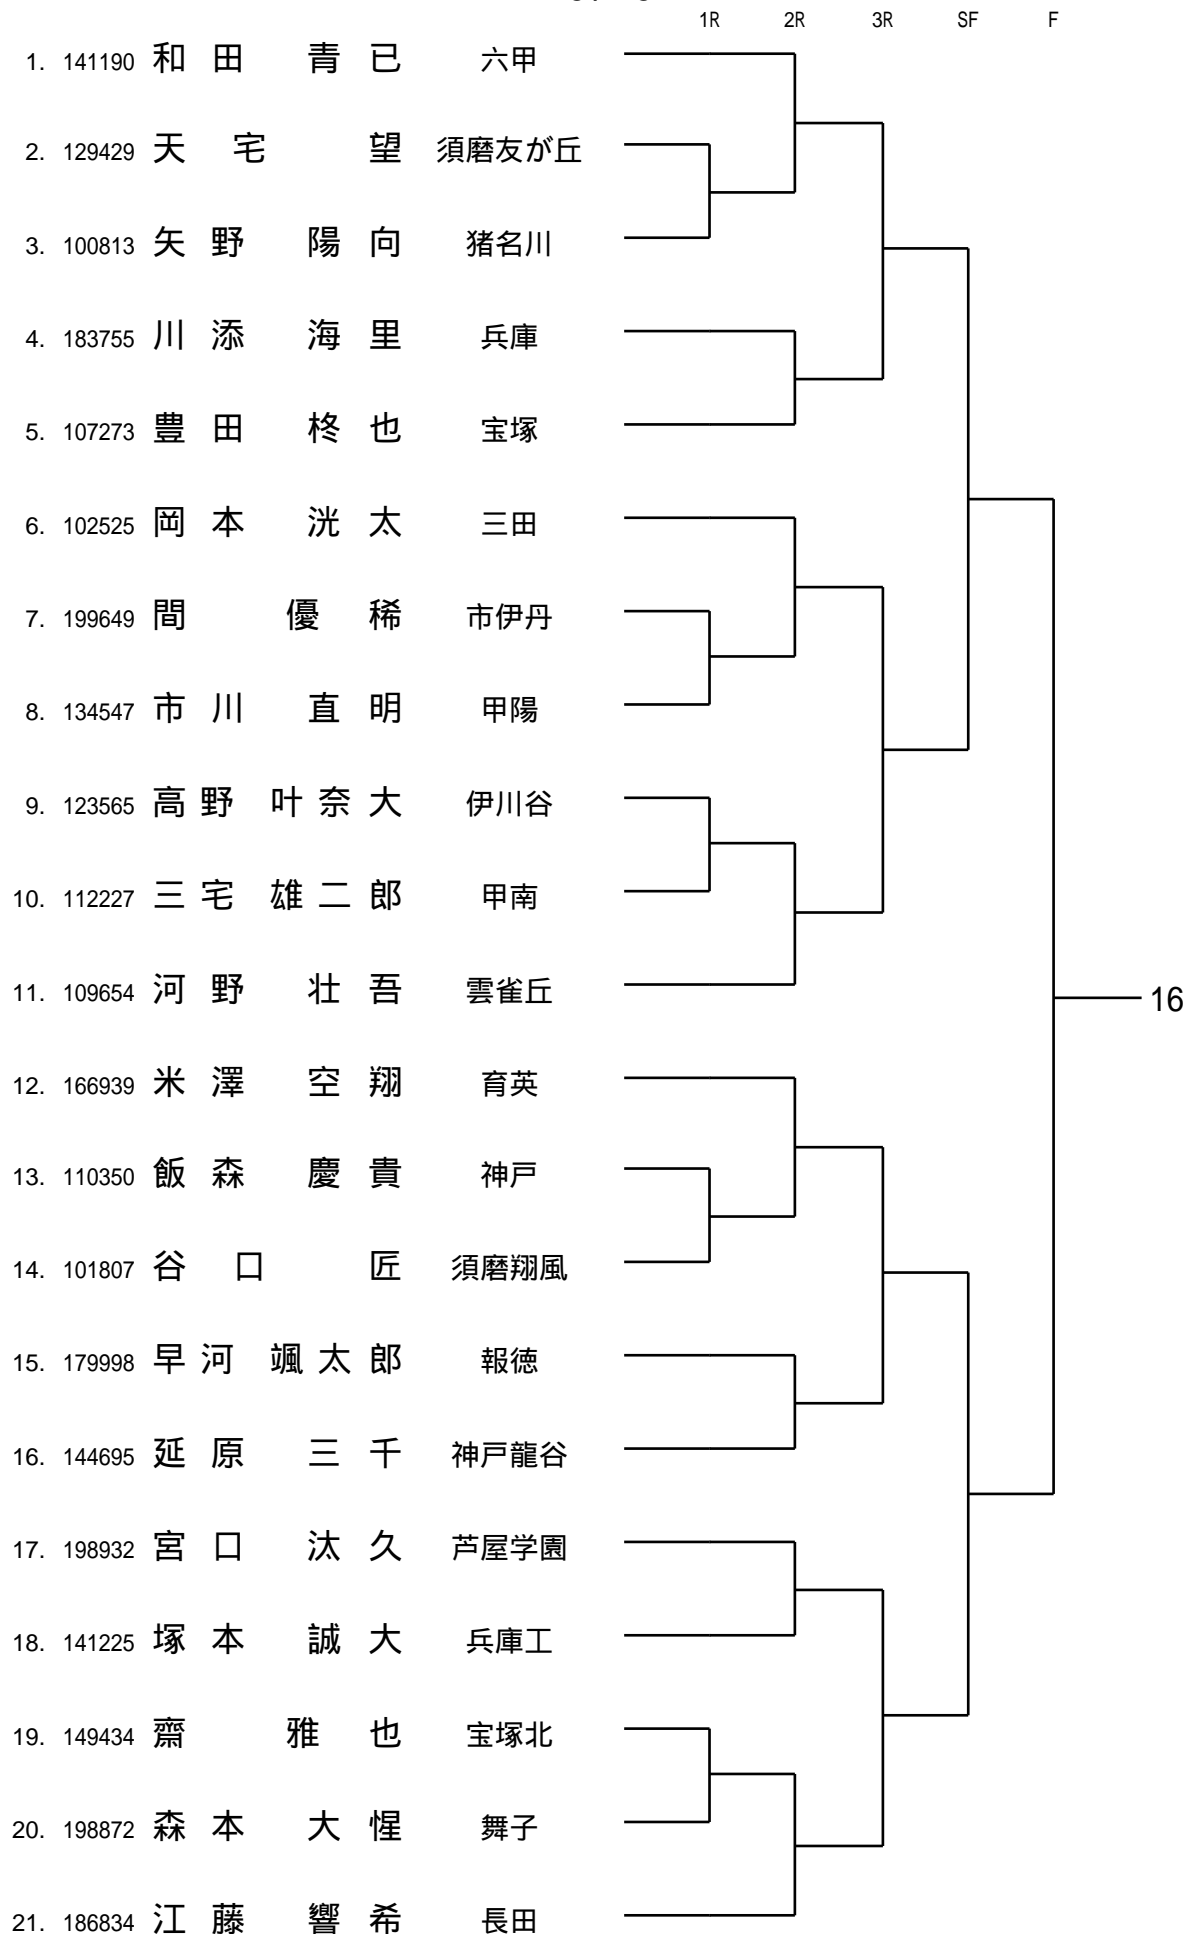 1R 2R 3R SF F
1. 141190 和田 青已 六甲
2. 129429 天宅 望 須磨友が丘
3. 100813 矢野 陽向 猪名川
4. 183755 川添 海里 兵庫
5. 107273 豊田 柊也 宝塚
6. 102525 岡本 洸太 三田
7. 199649 間 優稀 市伊丹
8. 134547 市川 直明 甲陽
9. 123565 高野 叶奈大 伊川谷
10. 112227 三宅 雄二郎 甲南
11. 109654 河野 壮吾 雲雀丘
16
12. 166939 米澤 空翔 育英
13. 110350 飯森 慶貴 神戸
14. 101807 谷口 匠 須磨翔風
15. 179998 早河 颯太郎 報徳
16. 144695 延原 三千 神戸龍谷
17. 198932 宮口 汰久 芦屋学園
18. 141225 塚本 誠大 兵庫工
19. 149434 齋 雅也 宝塚北
20. 198872 森本 大惺 舞子
21. 186834 江藤 響希 長田